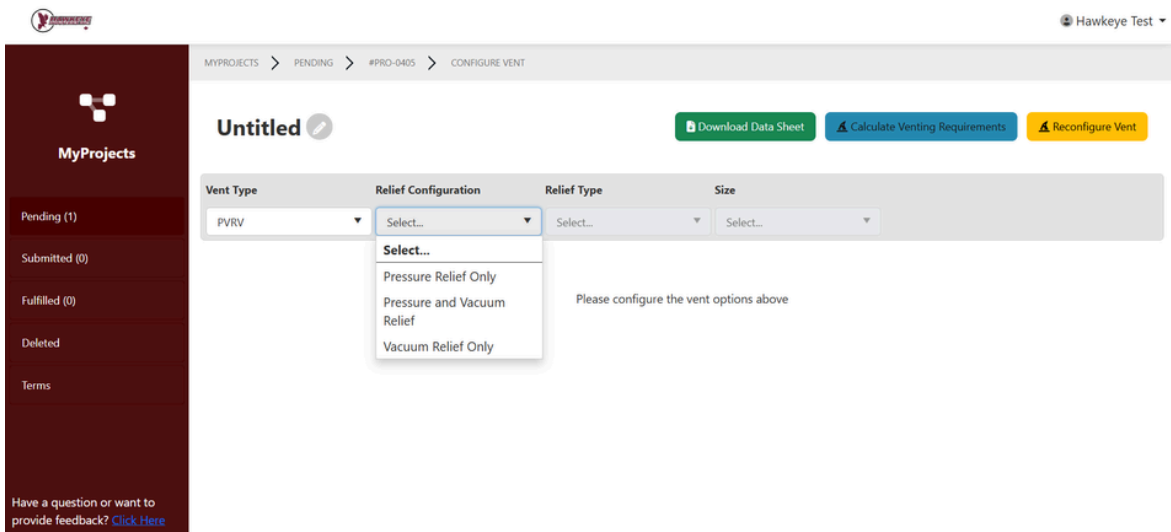 HAWKEYE
Hawkeye Test
MYPROJECTS > PENDING > #PRO-0405 > CONFIGURE VENT
MyProjects
Pending (1)
Submitted (0)
Fulfilled (0)
Deleted
Terms
Have a question or want to
provide feedback? Click Here
Untitled
Download Data Sheet
Calculate Venting Requirements
Reconfigure Vent
Vent Type Relief Configuration Relief Type Size
PVRV Select... Select... Select...
Select...
Pressure Relief Only
Pressure and Vacuum
Relief
Vacuum Relief Only
Please configure the vent options above